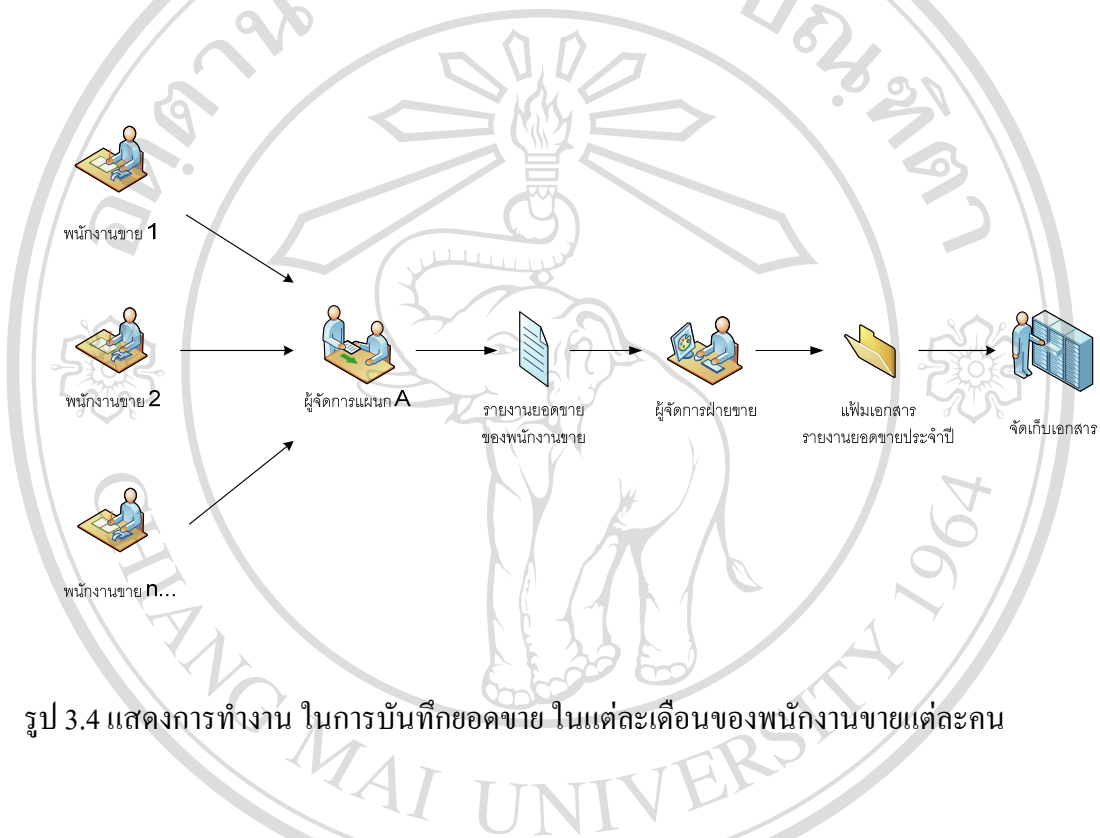 พนักงานขาย 1
พนักงานขาย 2
พนักงานขาย n...
ผู้จัดการแผนก A
รายงานยอดขาย
ของพนักงานขาย
ผู้จัดการฝ่ายขาย
แฟ้มเอกสาร
รายงานยอดขายประจำปี
จัดเก็บเอกสาร
รูป 3.4 แสดงการทำงาน ในการบันทึกยอดขาย ในแต่ละเดือนของพนักงานขายแต่ละคน
CHIANG MAI UNIVERSITY 1964